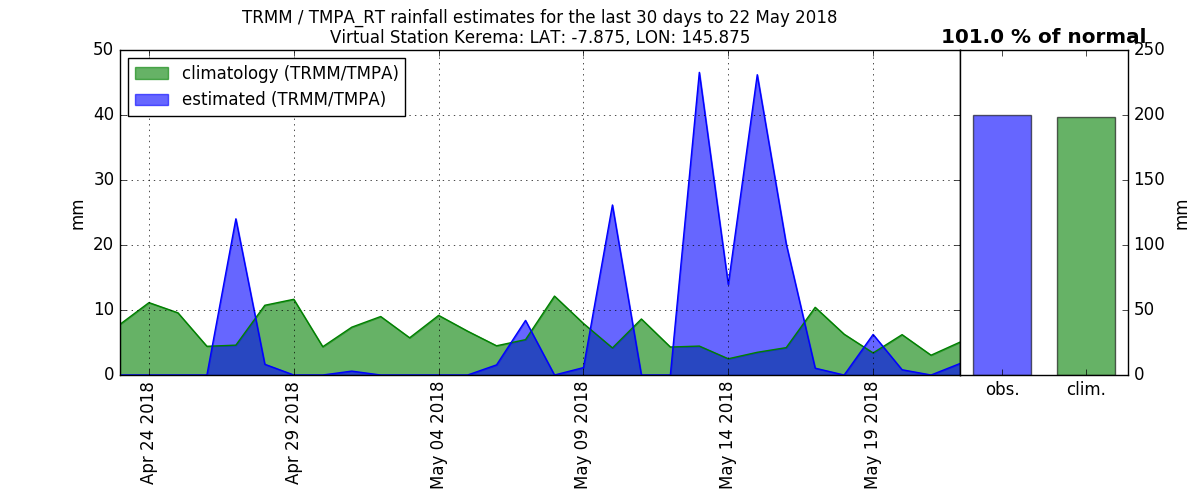 TRMM / TMPA_RT rainfall estimates for the last 30 days to 22 May 2018
Virtual Station Kerema: LAT: -7.875, LON: 145.875
101.0 % of normal
climatology (TRMM/TMPA)
estimated (TRMM/TMPA)
50
40
30
20
10
0
mm
Apr 24 2018
Apr 29 2018
May 04 2018
May 09 2018
May 14 2018
May 19 2018
obs.
clim.
250
200
150
100
50
0
mm